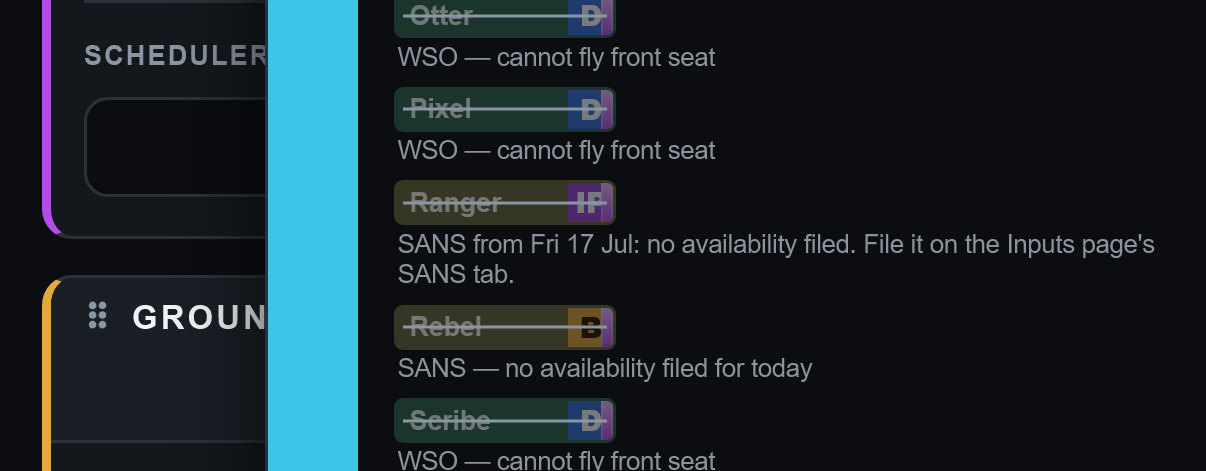 Otter D
SCHEDULER
WSO — cannot fly front seat
Pixel D
WSO — cannot fly front seat
Ranger IP
SANS from Fri 17 Jul: no availability filed. File it on the Inputs page's
SANS tab.
GROUN
Rebel B
SANS — no availability filed for today
Scribe D
WSO — cannot fly front seat